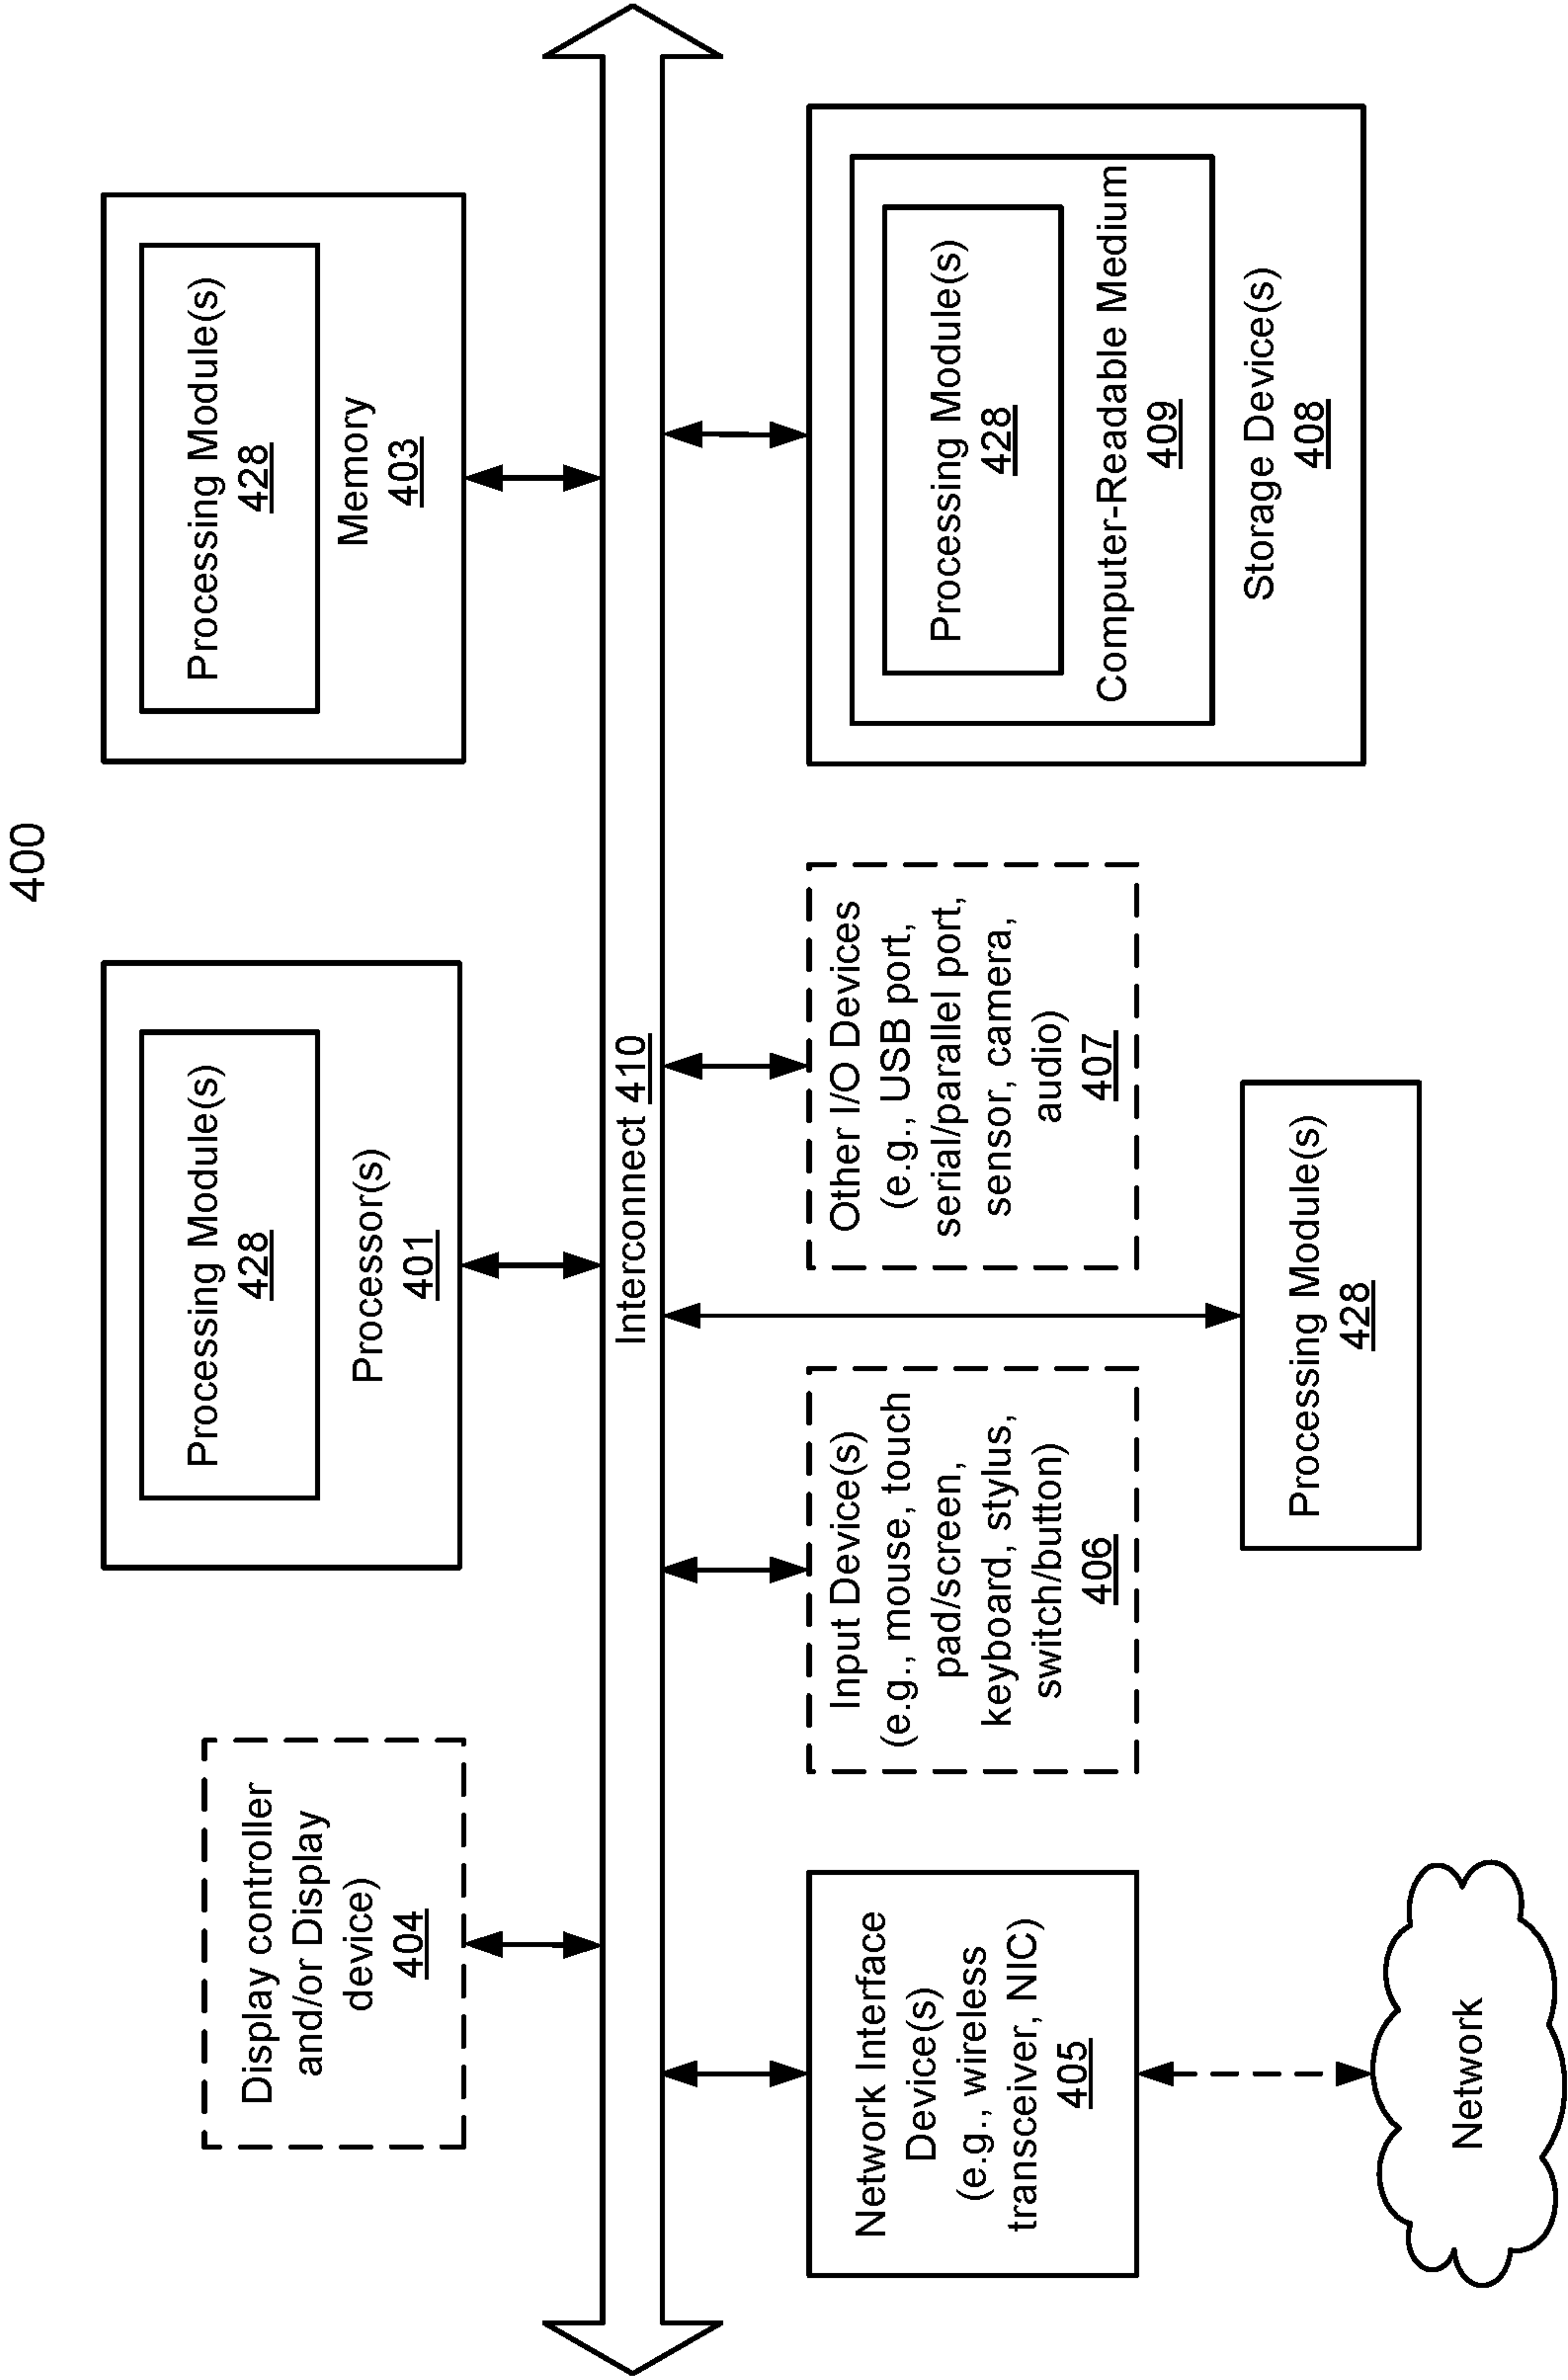 400
Display controller
and/or Display
device)
404
Processing Module(s)
428
Processor(s)
401
Processing Module(s)
428
Memory
403
Interconnect 410
Network Interface
Device(s)
(e.g., wireless
transceiver, NIC)
405
Input Device(s)
(e.g., mouse, touch
pad/screen,
keyboard, stylus,
switch/button)
406
Other I/O Devices
(e.g., USB port,
serial/parallel port,
sensor, camera,
audio)
407
Processing Module(s)
428
Computer-Readable Medium
409
Storage Device(s)
408
Processing Module(s)
428
Network